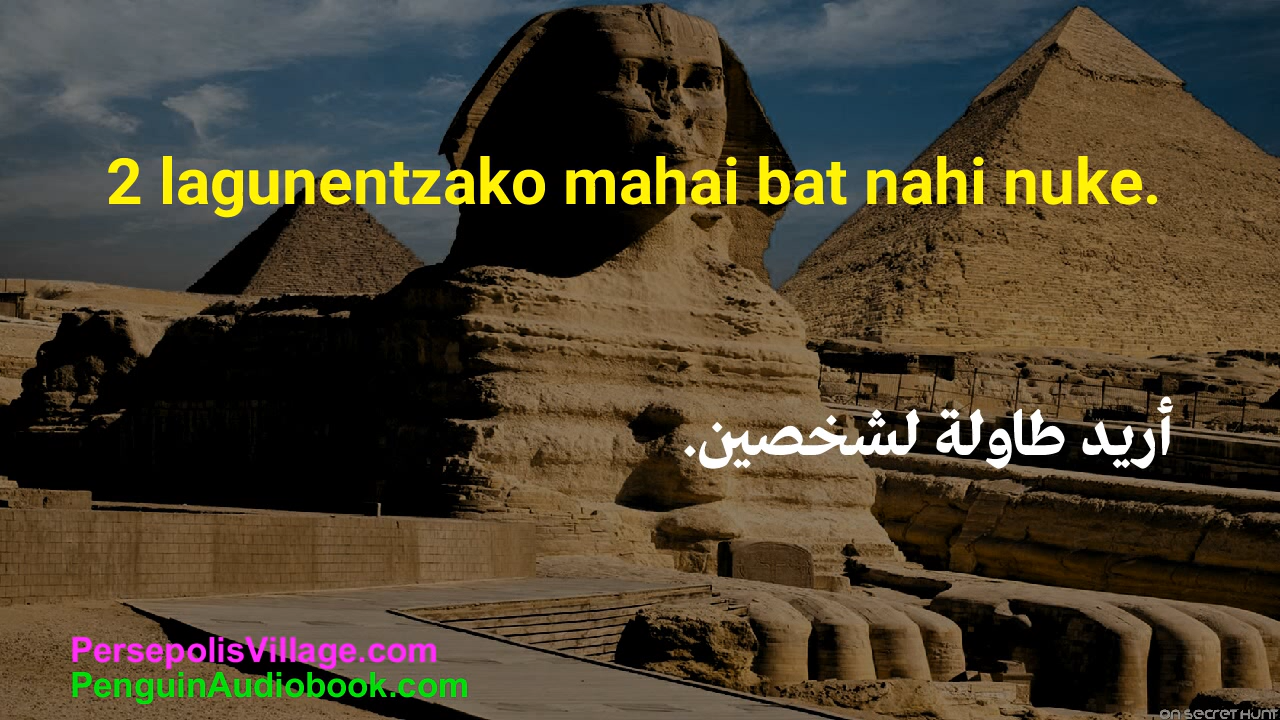 2 lagunentzako mahai bat nahi nuke.
أريد طاولة لشخصين.
PersepolisVillage.com
PenguinAudiobook.com
ON SECRET HUNT